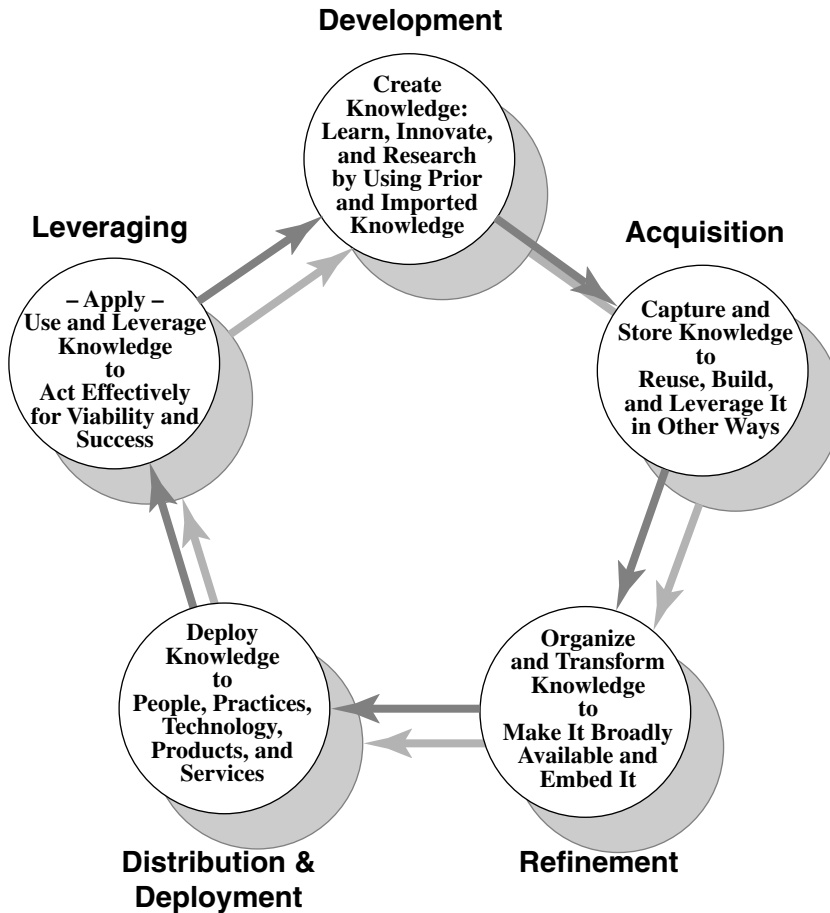 Development
Create
Knowledge:
Learn, Innovate,
and Research
by Using Prior
and Imported
Knowledge
Acquisition
Capture and
Store Knowledge
to
Reuse, Build,
and Leverage It
in Other Ways
Organize
and Transform
Knowledge
to
Make It Broadly
Available and
Embed It
Refinement
Deploy
Knowledge
to
People, Practices,
Technology,
Products, and
Services
Distribution &
Deployment
Leveraging
– Apply –
Use and Leverage
Knowledge
to
Act Effectively
for Viability and
Success